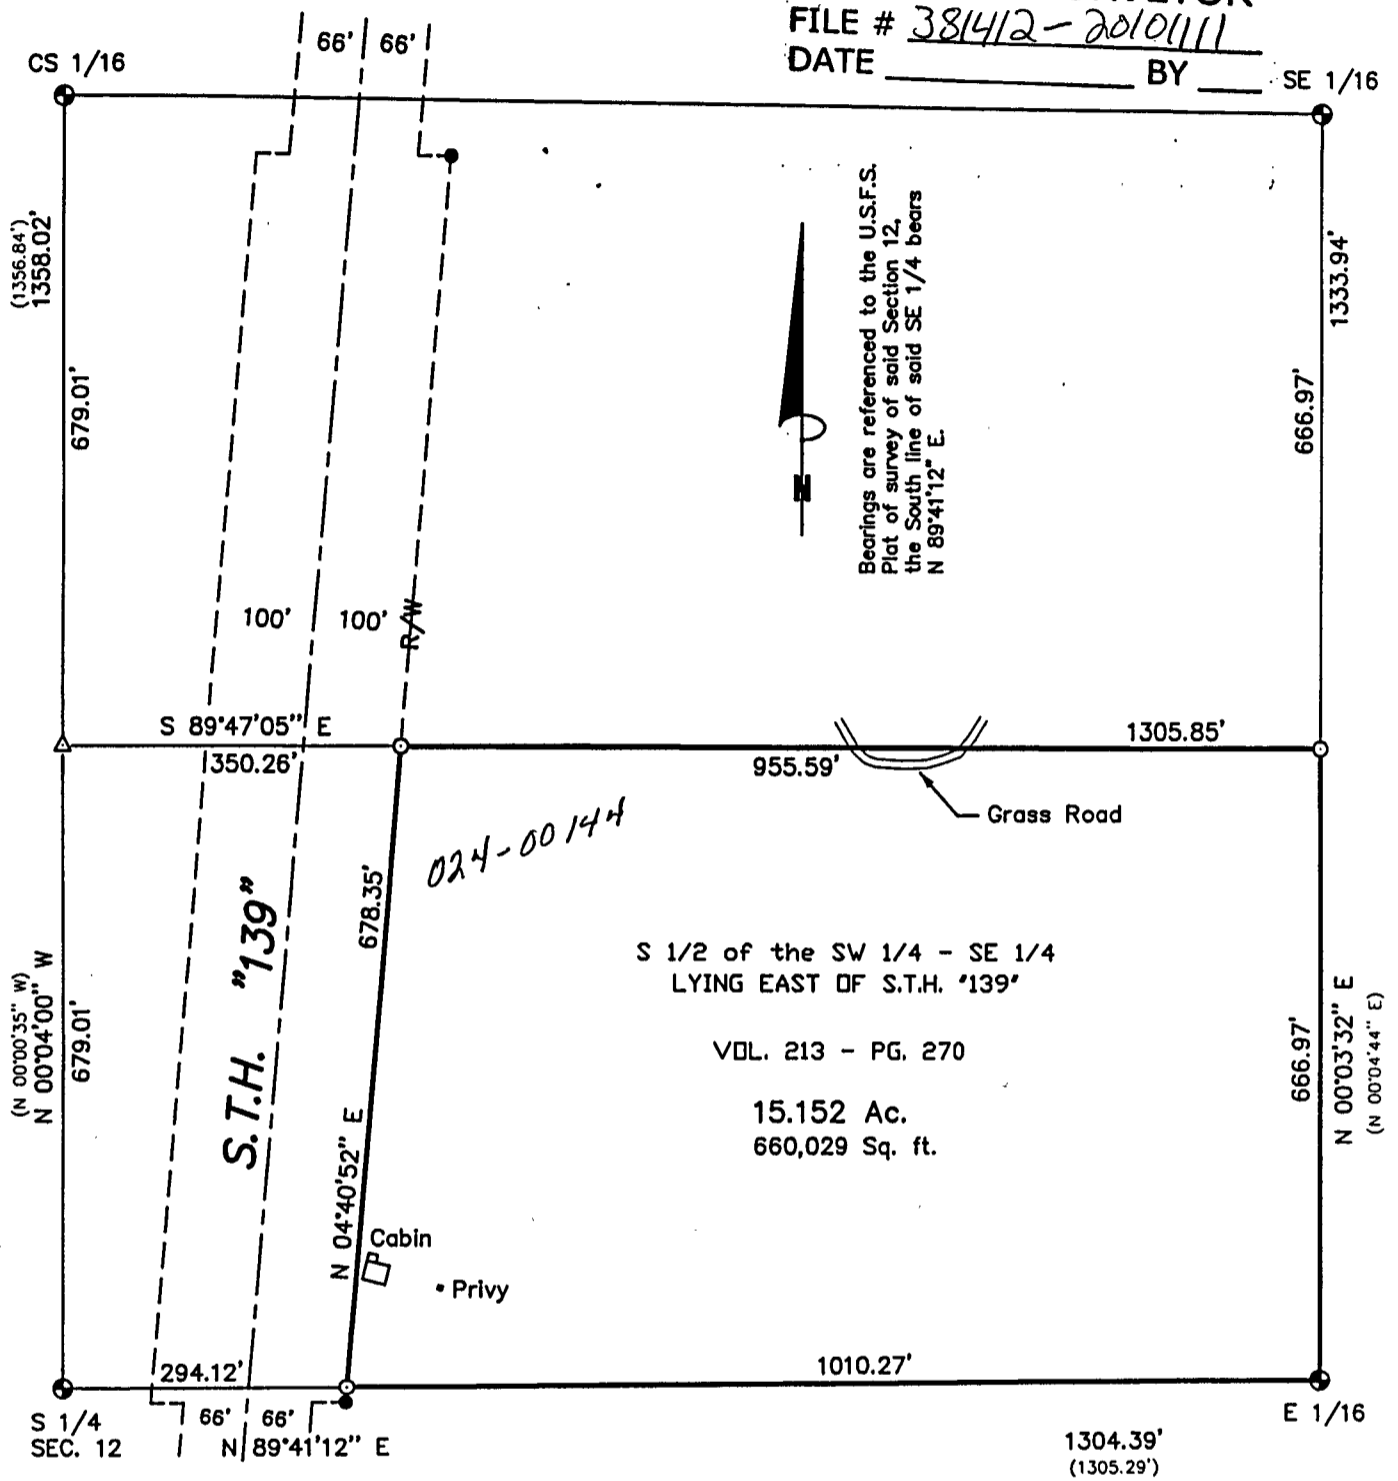 FILE # 381412-20101111
DATE ______ BY ___
CS 1/16
66' 66'
SE 1/16
(1356.84')
1358.02'
679.01'
Bearings are referenced to the U.S.F.S.
Plat of survey of said Section 12,
the South line of said SE 1/4 bears
N 89°41'12" E.
N
1333.94'
666.97'
100' 100' R/W
S 89°47'05" E
350.26'
955.59'
1305.85'
Grass Road
024-00144
678.35'
N 04°40'52" E
S.T.H. "139"
S 1/2 of the SW 1/4 - SE 1/4
LYING EAST OF S.T.H. "139"
VOL. 213 - PG. 270
15.152 Ac.
660,029 Sq. ft.
(N 00°00'35" W)
N 00°04'00" W
679.01'
666.97'
N 00°03'32" E
(N 00°04'44" E)
Cabin
Privy
294.12'
1010.27'
S 1/4
SEC. 12
66' 66'
N 89°41'12" E
E 1/16
1304.39'
(1305.29')